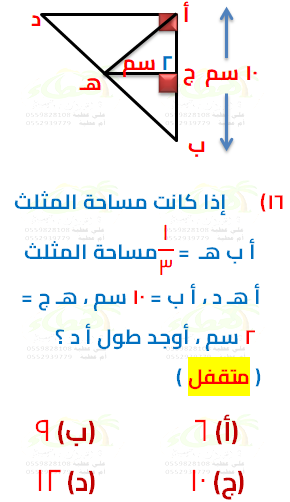 د
أ
١٠ سم
٢ سم
ج
هـ
ب
١٦) إذا كانت مساحة المثلث
أ ب هـ = ١/٣ مساحة المثلث
أ هـ د ، أ ب = ١٠ سم ، هـ ج =
٢ سم ، أوجد طول أ د ؟
( متقفل )
(أ) ٦
(ب) ٩
(ج) ١٠
(د) ١٢